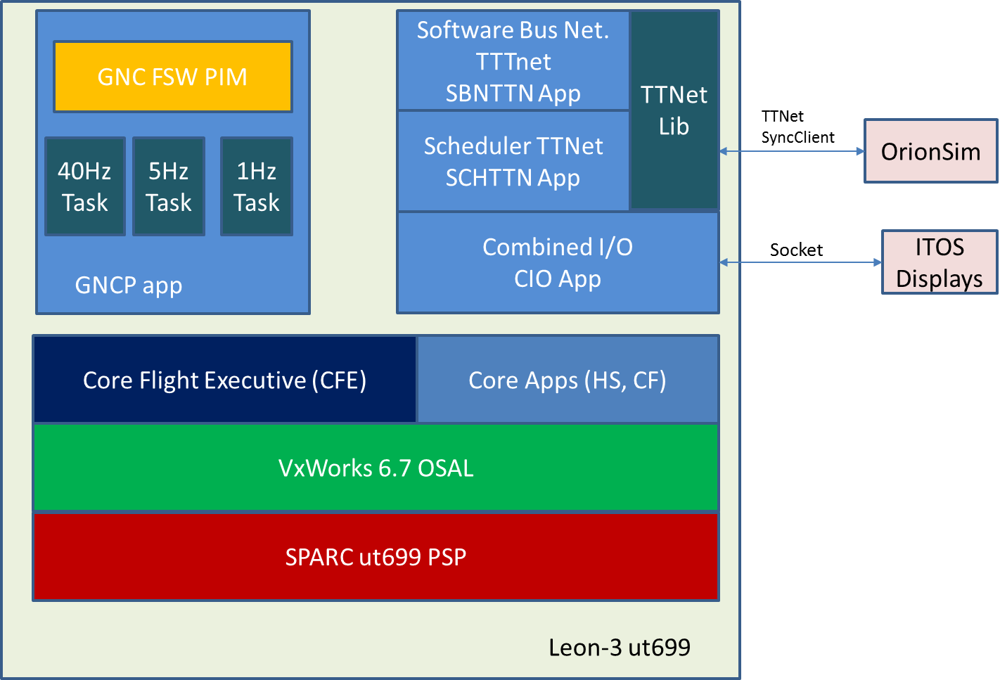 GNC FSW PIM
40Hz
Task
5Hz
Task
1Hz
Task
GNCP app
Software Bus Net.
TTTnet
SBNTTN App
TTNet
Lib
Scheduler TTNet
SCHTTN App
Combined I/O
CIO App
TTNet
SyncClient
OrionSim
Socket
ITOS
Displays
Core Flight Executive (CFE)
Core Apps (HS, CF)
VxWorks 6.7 OSAL
SPARC ut699 PSP
Leon-3 ut699